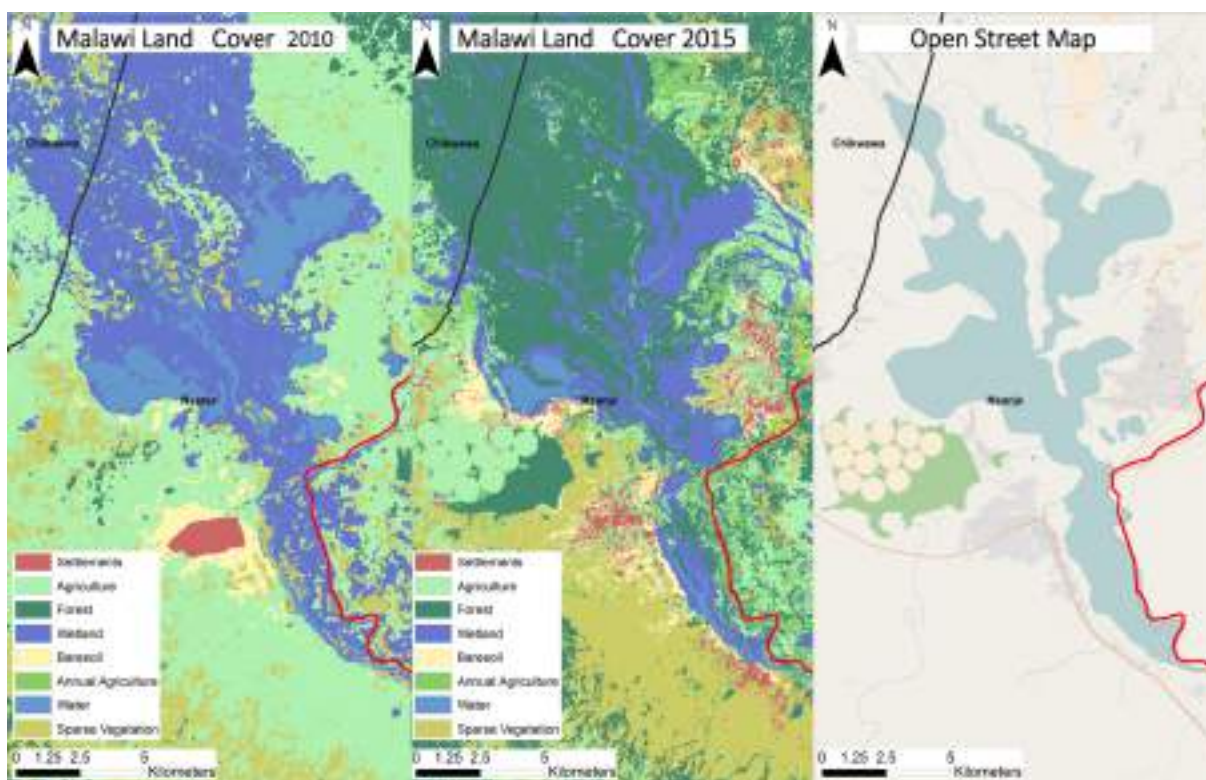 N
Malawi Land Cover 2010
Chikwawa
Nsanje
Settlements
Agriculture
Forest
Wetland
Baresoil
Annual Agriculture
Water
Sparse Vegetation
0 1.25 2.5 5
Kilometers
N
Malawi Land Cover 2015
Chikwawa
Nsanje
Settlements
Agriculture
Forest
Wetland
Baresoil
Annual Agriculture
Water
Sparse Vegetation
0 1.25 2.5 5
Kilometers
N
Open Street Map
Chikwawa
Nsanje
0 1.25 2.5 5
Kilometers